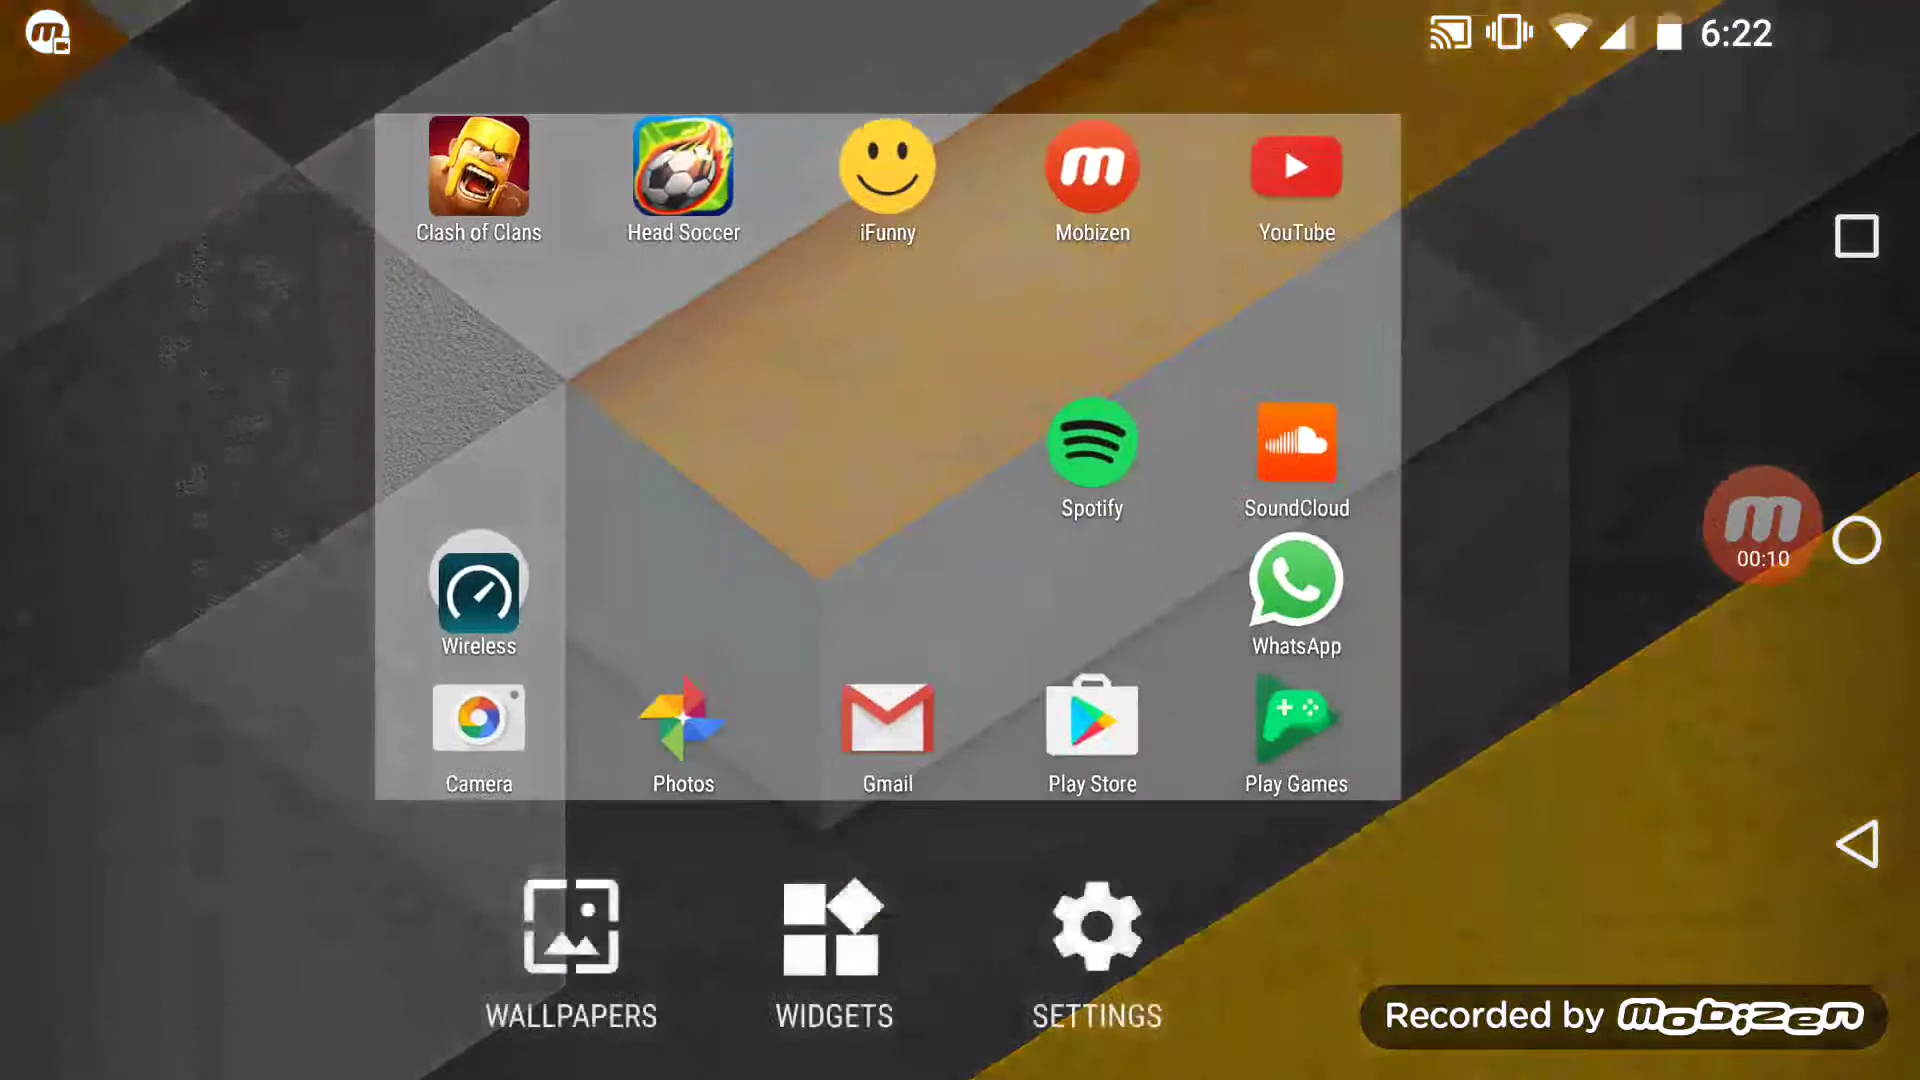 6:22
Clash of Clans
Head Soccer
iFunny
Mobizen
YouTube
Spotify
SoundCloud
Wireless
WhatsApp
00:10
Camera
Photos
Gmail
Play Store
Play Games
WALLPAPERS
WIDGETS
SETTINGS
Recorded by mobizen